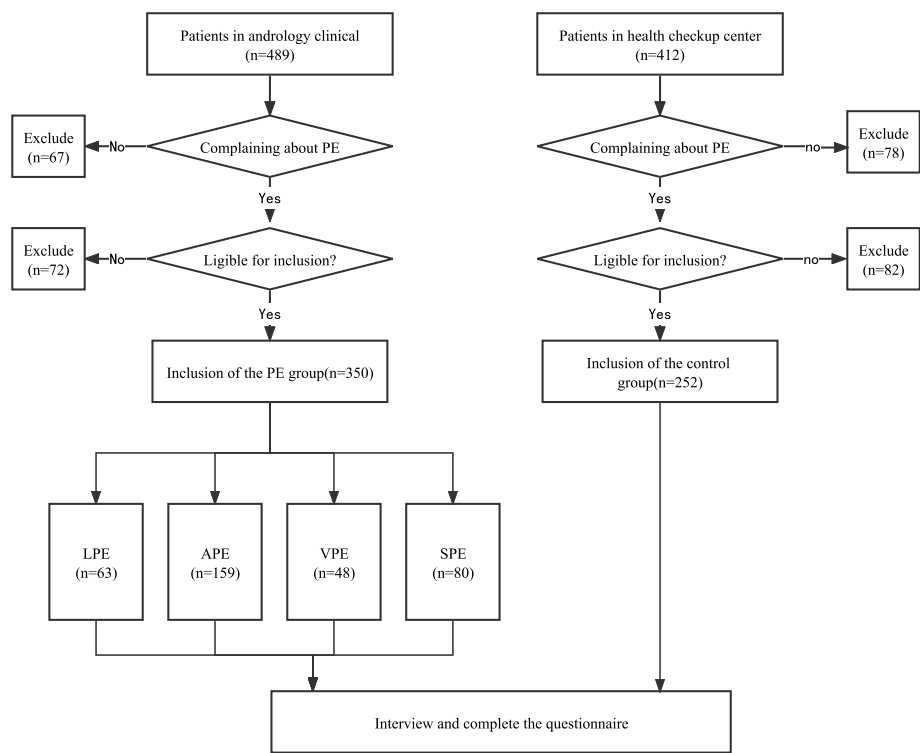 Patients in andrology clinical
(n=489)
Patients in health checkup center
(n=412)
Exclude
(n=67)
No
Complaining about PE
Complaining about PE
no
Exclude
(n=78)
Yes
Yes
Exclude
(n=72)
No
Ligible for inclusion?
Ligible for inclusion?
no
Exclude
(n=82)
Yes
Yes
Inclusion of the PE group(n=350)
Inclusion of the control
group(n=252)
LPE
(n=63)
APE
(n=159)
VPE
(n=48)
SPE
(n=80)
Interview and complete the questionnaire